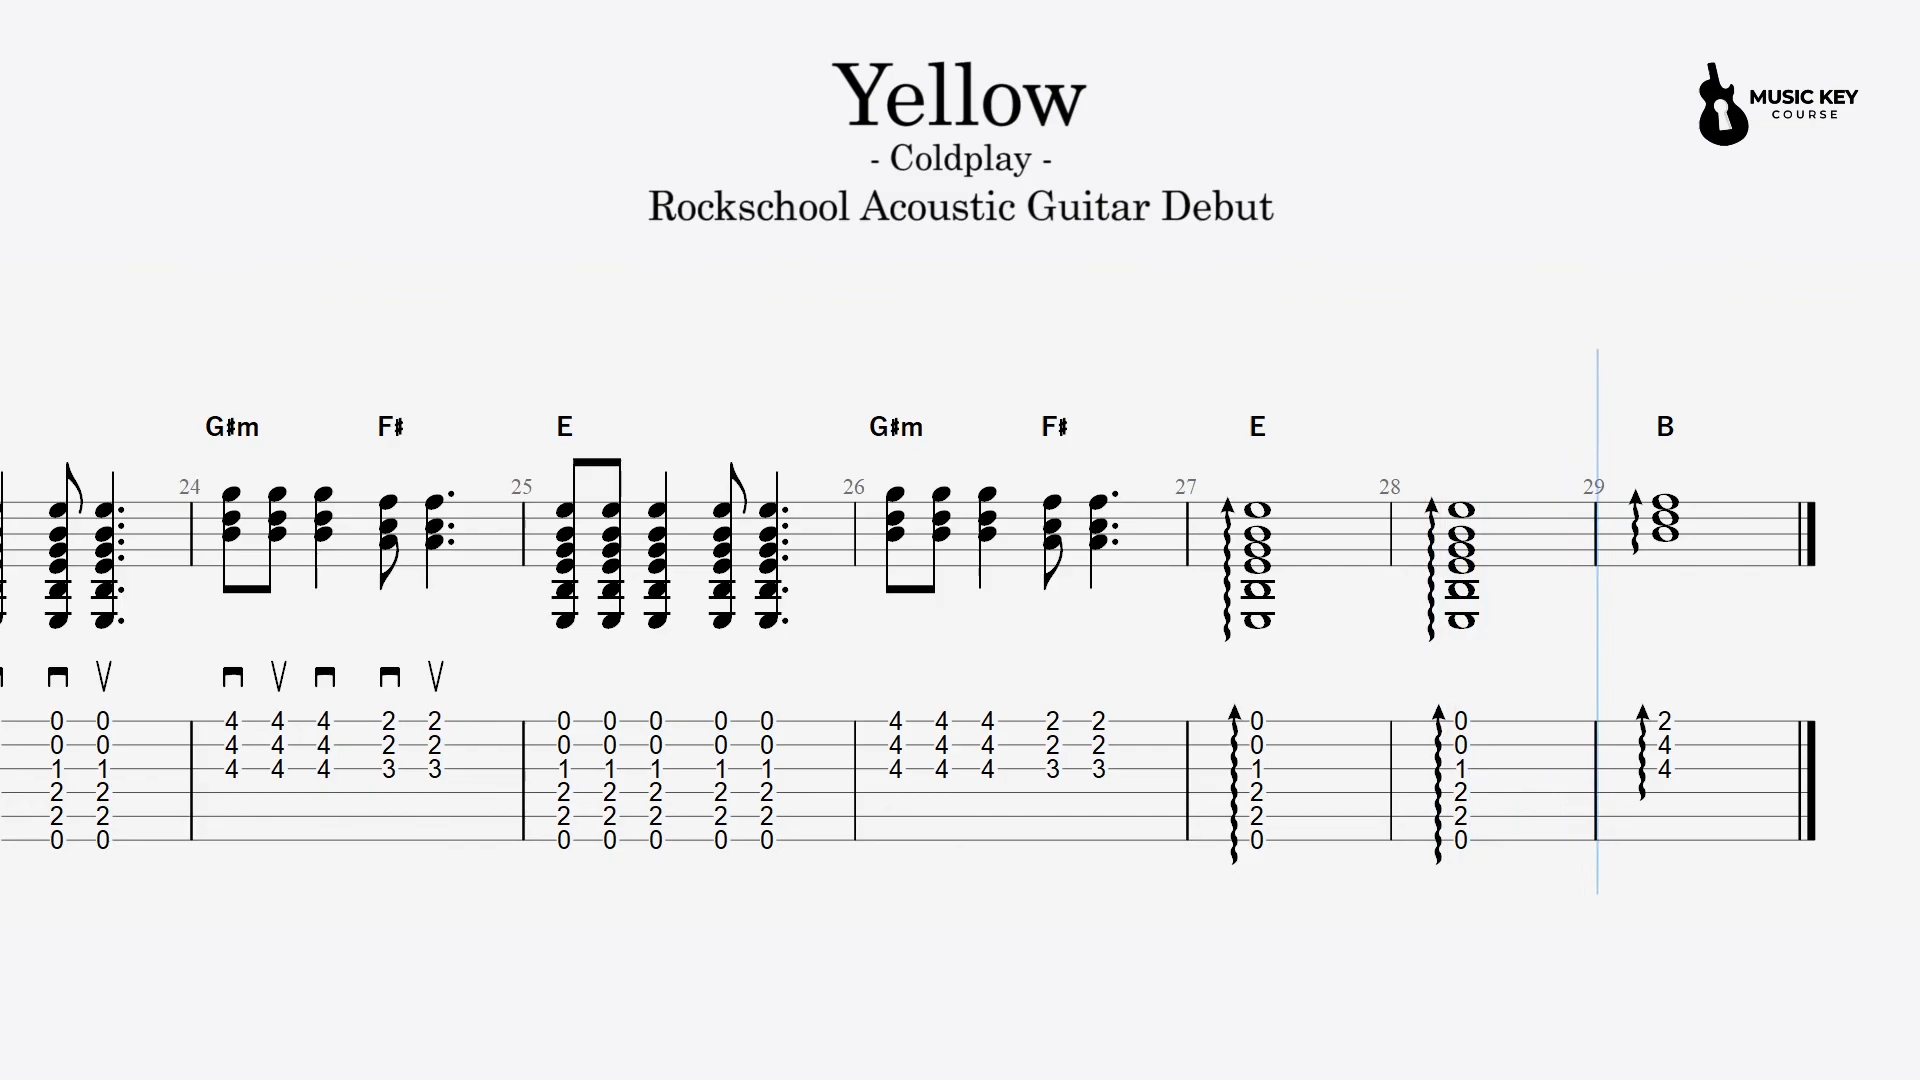 Yellow
- Coldplay -
Rockschool Acoustic Guitar Debut
MUSIC KEY
COURSE
G♯m F♯ E G♯m F♯ E B
24 25 26 27 28 29
0 0 4 4 4 2 2 0 0 0 0 0 4 4 4 2 2 0 0 2
0 0 4 4 4 2 2 0 0 0 0 0 4 4 4 2 2 0 0 4
1 1 4 4 4 3 3 1 1 1 1 1 4 4 4 3 3 1 1 4
2 2 2 2 2 2 2 2 2
2 2 2 2 2 2 2 2 2
0 0 0 0 0 0 0 0 0